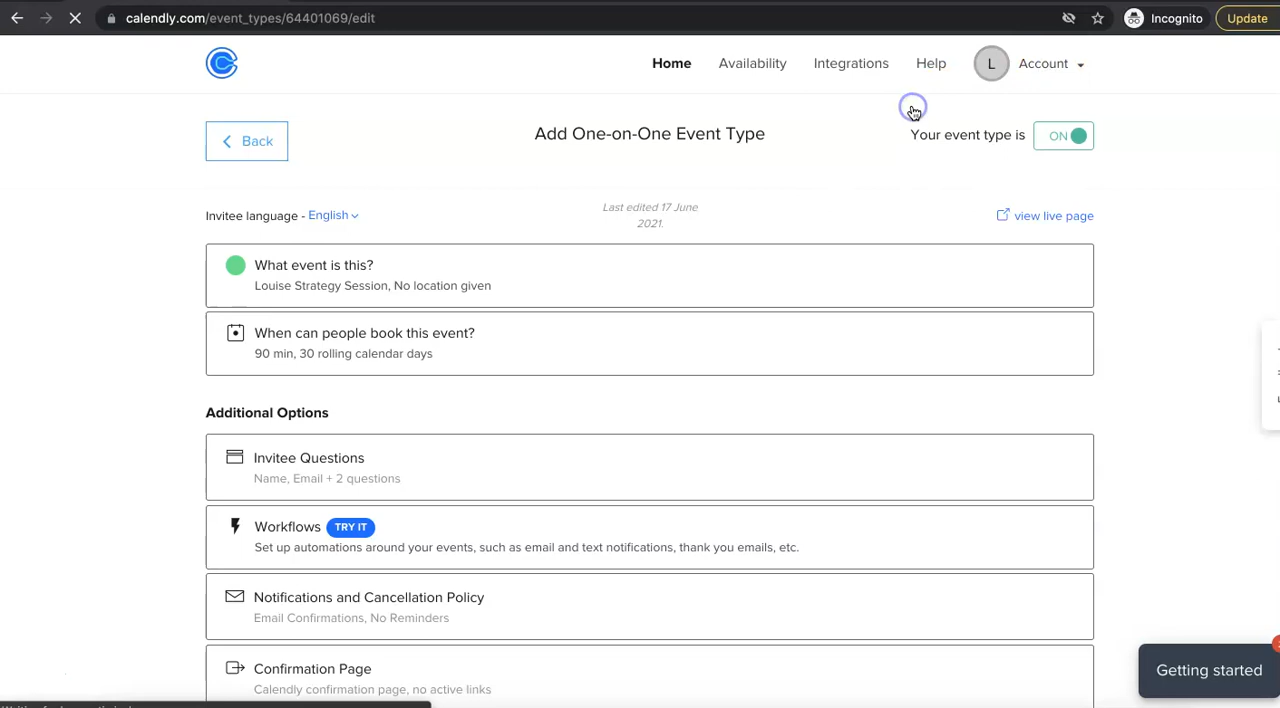 calendly.com/event_types/64401069/edit
Incognito
Update
Home
Availability
Integrations
Help
L
Account
Back
Add One-on-One Event Type
Your event type is
ON
Invitee language - English
Last edited 17 June
2021.
view live page
What event is this?
Louise Strategy Session, No location given
When can people book this event?
90 min, 30 rolling calendar days
Additional Options
Invitee Questions
Name, Email + 2 questions
Workflows TRY IT
Set up automations around your events, such as email and text notifications, thank you emails, etc.
Notifications and Cancellation Policy
Email Confirmations, No Reminders
Confirmation Page
Calendly confirmation page, no active links
Getting started